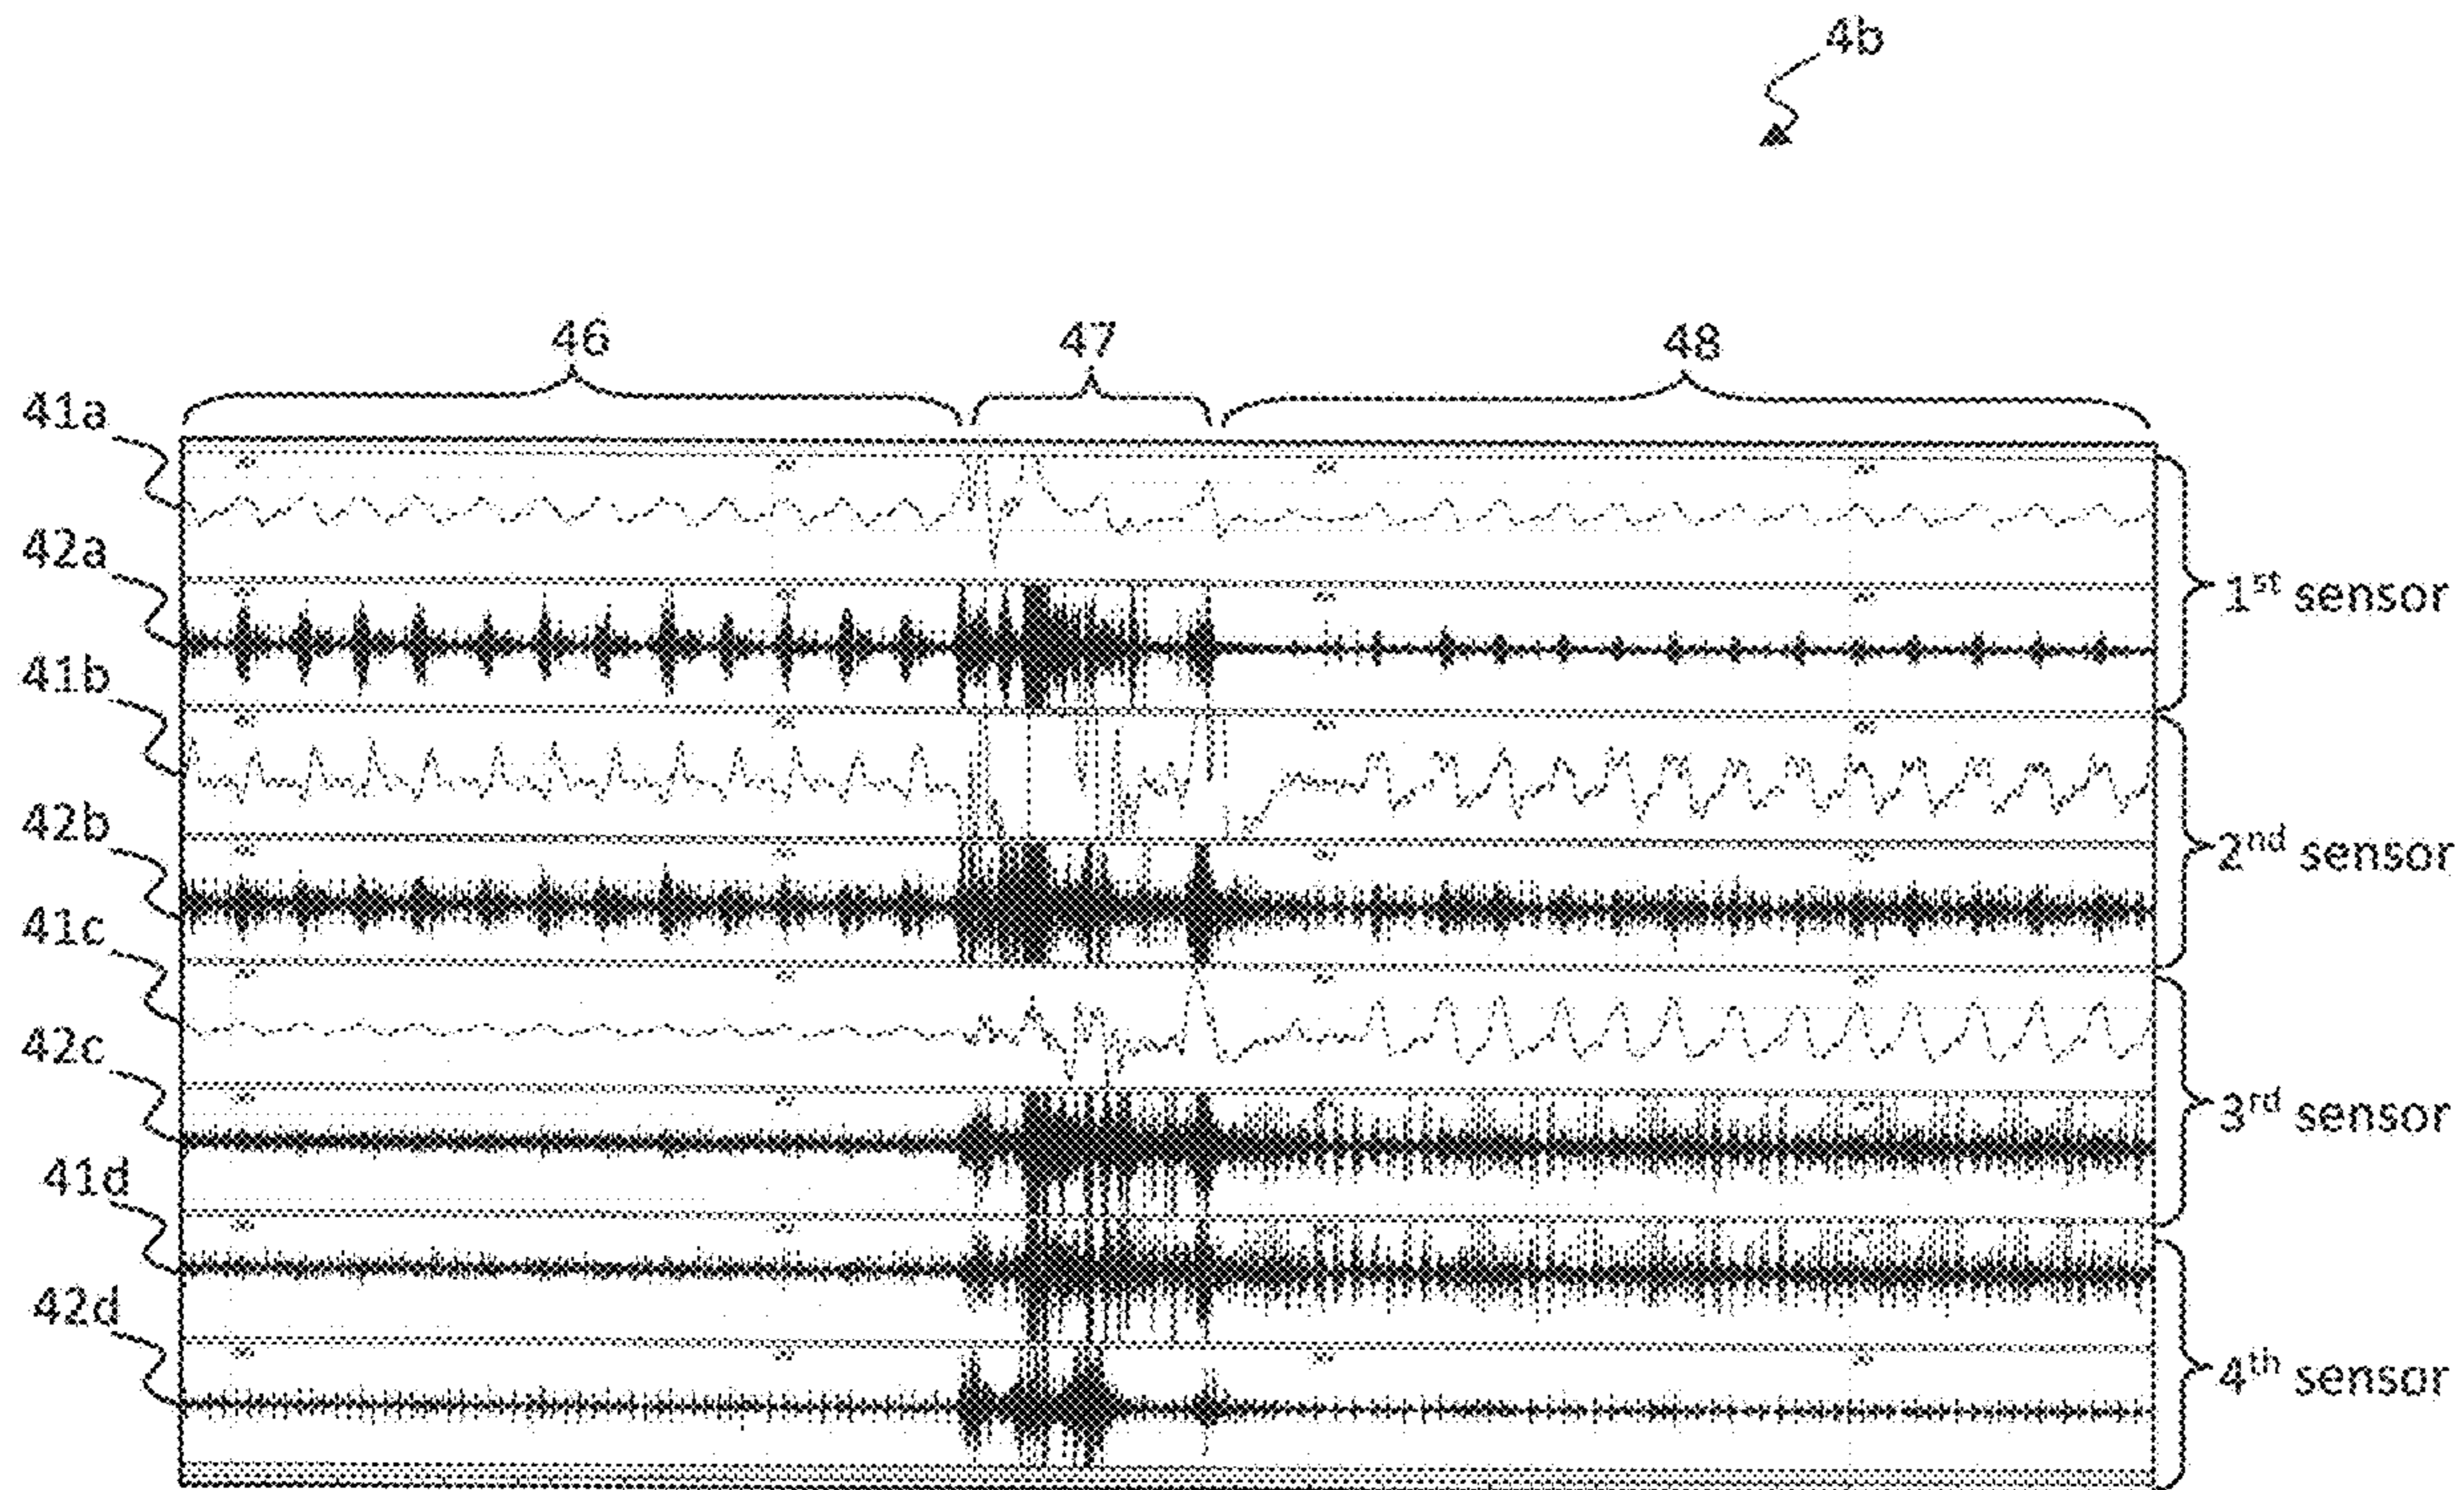 4b
46
47
48
41a
42a
41b
42b
41c
42c
41d
42d
1st sensor
2nd sensor
3rd sensor
4th sensor